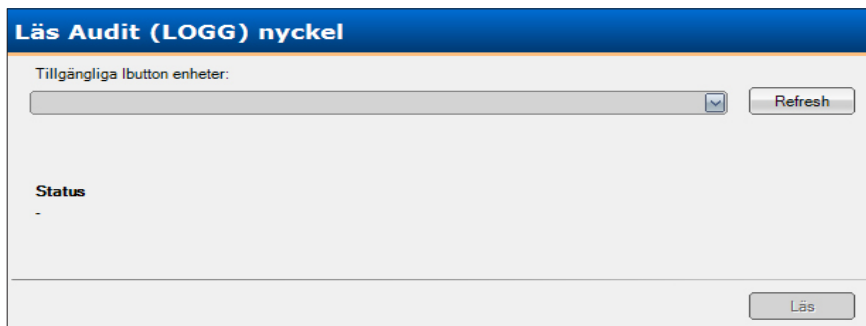 Läs Audit (LOGG) nyckel
Tillgängliga Ibutton enheter:
Refresh
Status
-
Läs